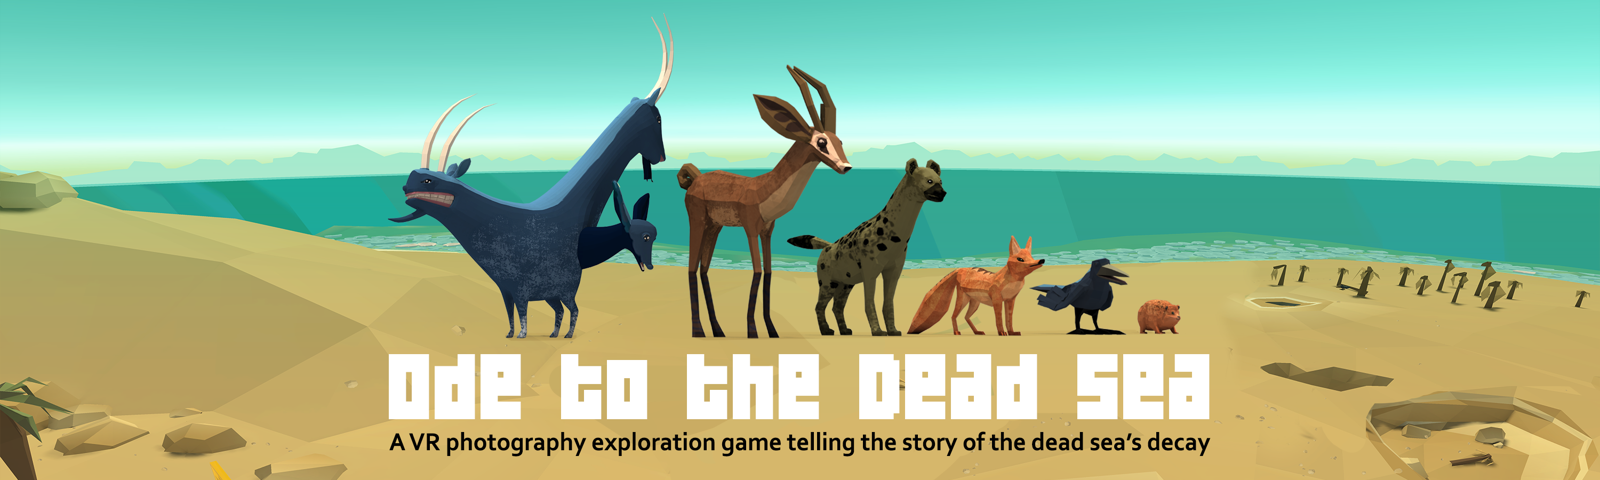 Ode to the Dead Sea
A VR photography exploration game telling the story of the dead sea's decay